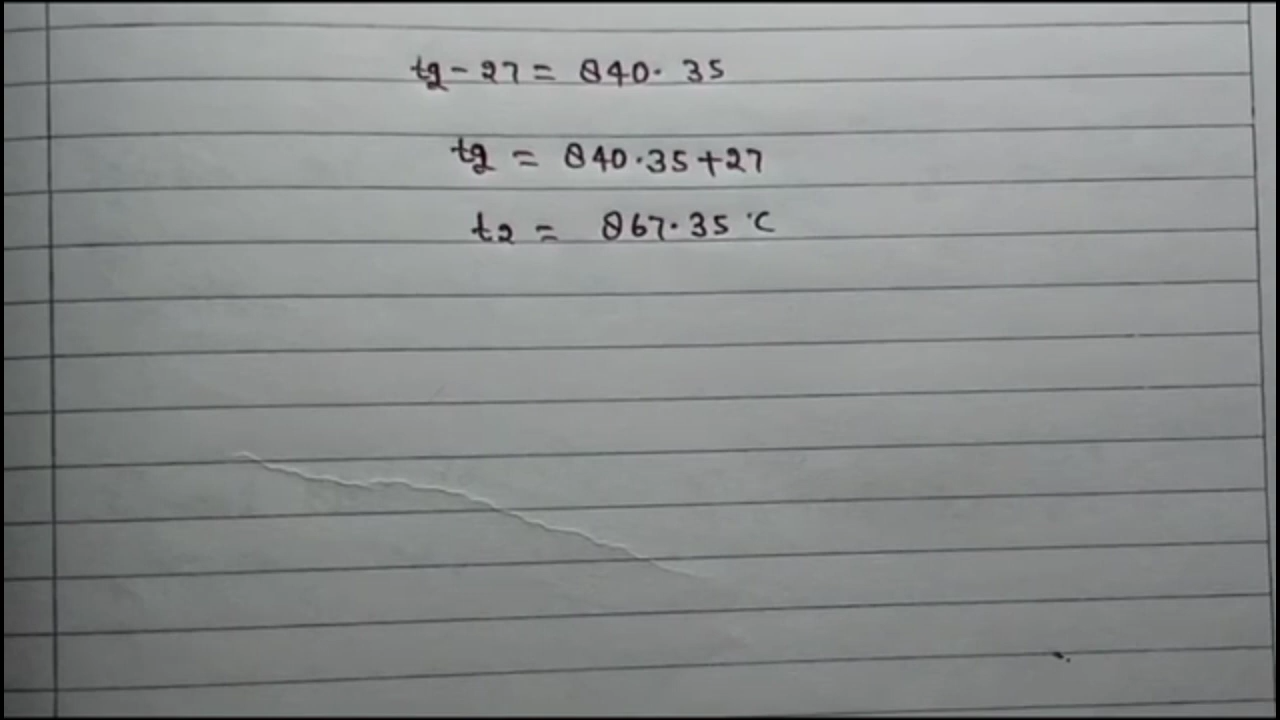 t2 - 27 = 840.35
t2 = 840.35 + 27
t2 = 867.35 °C